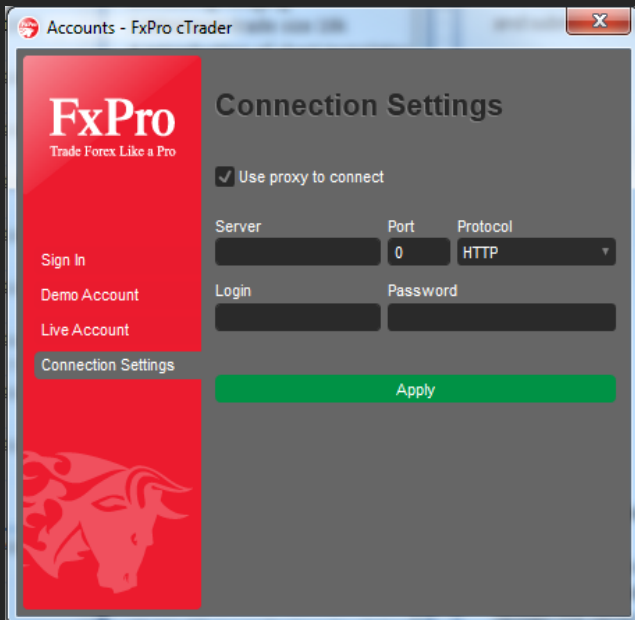 Accounts - FxPro cTrader
FxPro
Trade Forex Like a Pro
Sign In
Demo Account
Live Account
Connection Settings
Connection Settings
Use proxy to connect
Server Port Protocol
0 HTTP
Login Password
Apply